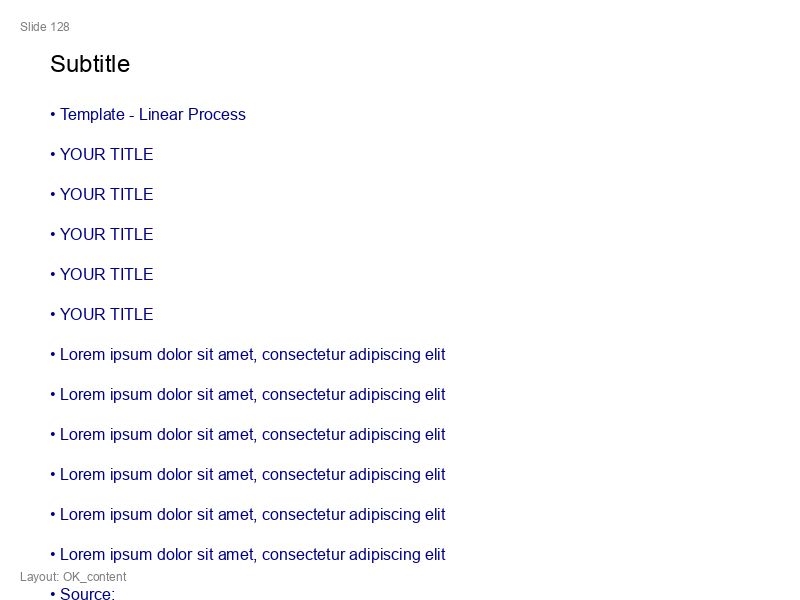 Slide 128
Subtitle
• Template - Linear Process
• YOUR TITLE
• YOUR TITLE
• YOUR TITLE
• YOUR TITLE
• YOUR TITLE
• Lorem ipsum dolor sit amet, consectetur adipiscing elit
• Lorem ipsum dolor sit amet, consectetur adipiscing elit
• Lorem ipsum dolor sit amet, consectetur adipiscing elit
• Lorem ipsum dolor sit amet, consectetur adipiscing elit
• Lorem ipsum dolor sit amet, consectetur adipiscing elit
• Lorem ipsum dolor sit amet, consectetur adipiscing elit
Layout: OK_content
• Source: